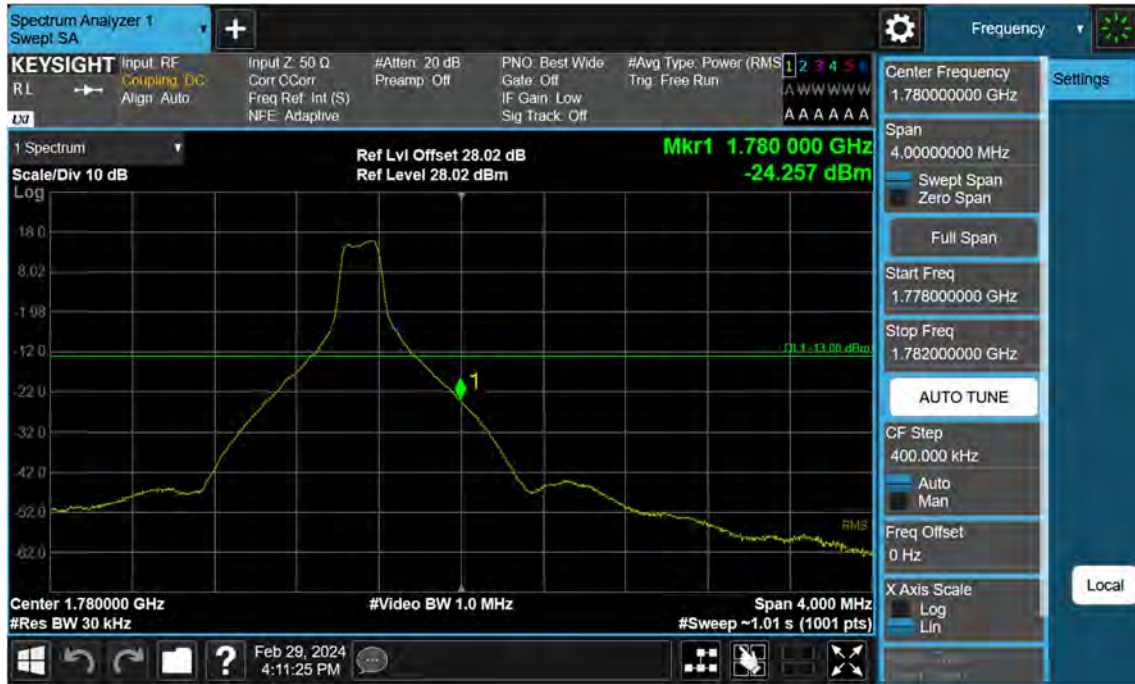 Spectrum Analyzer 1
Swept SA
+
Frequency
KEYSIGHT
RL
LXI
Input: RF
Coupling: DC
Align: Auto
Input Z: 50 Ω
Corr CCorr
Freq Ref: Int (S)
NFE: Adaptive
#Atten: 20 dB
Preamp: Off
PNO: Best Wide
Gate: Off
IF Gain: Low
Sig Track: Off
#Avg Type: Power (RMS
Trig: Free Run
1 2 3 4 5 6
A W W W W W
A A A A A A
1 Spectrum
Scale/Div 10 dB
Ref Lvl Offset 28.02 dB
Ref Level 28.02 dBm
Mkr1 1.780 000 GHz
-24.257 dBm
Log
18.0
8.02
-1.98
-12.0
-22.0
-32.0
-42.0
-52.0
-62.0
DL1 -13.00 dBm
1
RMS
Center 1.780000 GHz
#Res BW 30 kHz
#Video BW 1.0 MHz
Span 4.000 MHz
#Sweep ~1.01 s (1001 pts)
?
Feb 29, 2024
4:11:25 PM
Center Frequency
1.780000000 GHz
Settings
Span
4.00000000 MHz
Swept Span
Zero Span
Full Span
Start Freq
1.778000000 GHz
Stop Freq
1.782000000 GHz
AUTO TUNE
CF Step
400.000 kHz
Auto
Man
Freq Offset
0 Hz
X Axis Scale
Log
Lin
Local